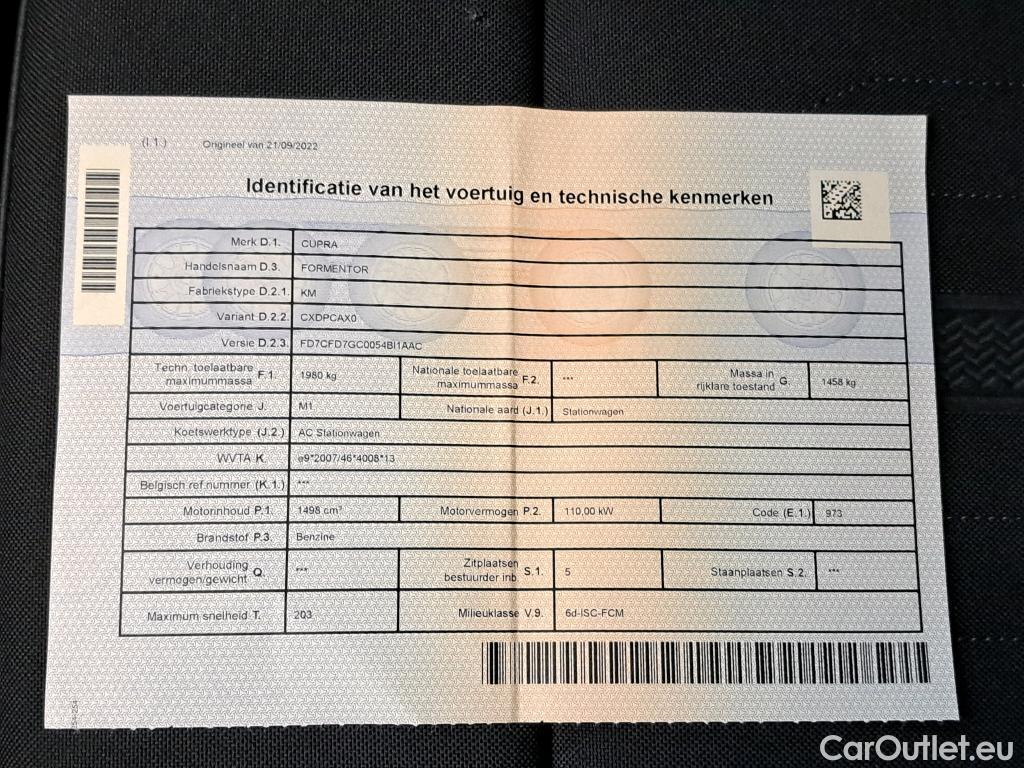 (I.1.) Origineel van 21/09/2022
Identificatie van het voertuig en technische kenmerken
Merk D.1. CUPRA
Handelsnaam D.3. FORMENTOR
Fabriekstype D.2.1. KM
Variant D.2.2. CXDPCAX0
Versie D.2.3. FD7CFD7GC0054BI1AAC
Techn. toelaatbare maximummassa F.1. 1980 kg Nationale toelaatbare maximummassa F.2. *** Massa in rijklare toestand G. 1458 kg
Voertuigcategorie J. M1 Nationale aard (J.1.) Stationwagen
Koetswerktype (J.2.) AC Stationwagen
WVTA K. e9*2007/46*4008*13
Belgisch ref.nummer (K.1.) ***
Motorinhoud P.1. 1498 cm³ Motorvermogen P.2. 110,00 kW Code (E.1.) 973
Brandstof P.3. Benzine
Verhouding vermogen/gewicht Q. *** Zitplaatsen bestuurder inb. S.1. 5 Staanplaatsen S.2. ***
Maximum snelheid T. 203 Milieuklasse V.9. 6d-ISC-FCM
CarOutlet.eu